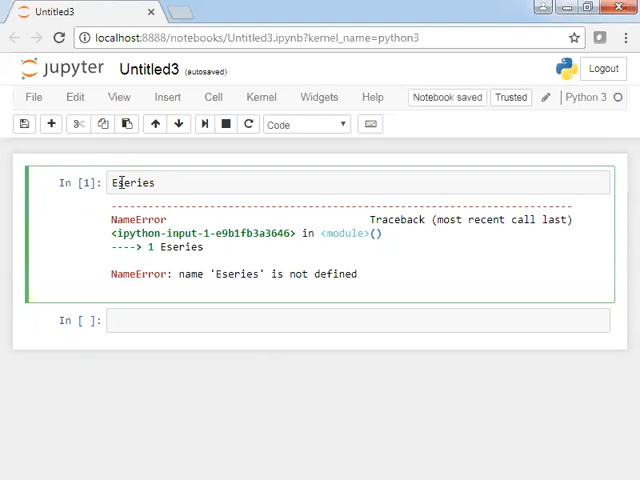 Untitled3
localhost:8888/notebooks/Untitled3.ipynb?kernel_name=python3
jupyter Untitled3 (autosaved) Logout
File Edit View Insert Cell Kernel Widgets Help Notebook saved Trusted Python 3
Code
In [1]: Eseries
---------------------------------------------------------------------------
NameError Traceback (most recent call last)
<ipython-input-1-e9b1fb3a3646> in <module>()
----> 1 Eseries
NameError: name 'Eseries' is not defined
In [ ]: